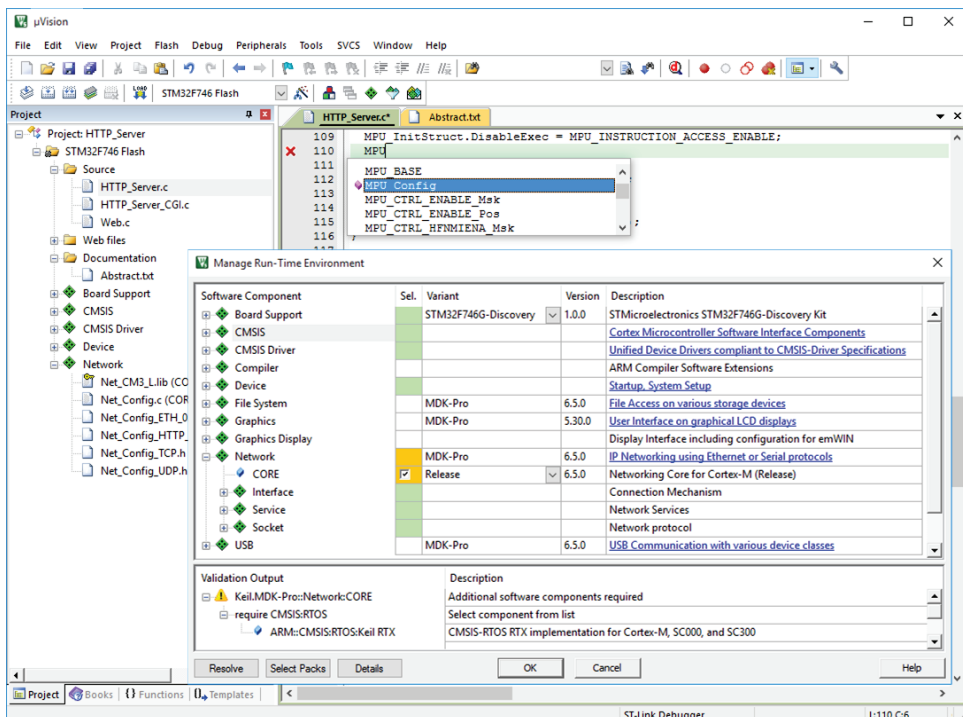 µVision
File Edit View Project Flash Debug Peripherals Tools SVCS Window Help
LOAD STM32F746 Flash
Project
HTTP_Server.c* Abstract.txt
Project: HTTP_Server
STM32F746 Flash
Source
HTTP_Server.c
HTTP_Server_CGI.c
Web.c
Web files
Documentation
Abstract.txt
Board Support
CMSIS
CMSIS Driver
Device
Network
Net_CM3_L.lib (CO
Net_Config.c (COR
Net_Config_ETH_0
Net_Config_HTTP_
Net_Config_TCP.h
Net_Config_UDP.h
109 MPU_InitStruct.DisableExec = MPU_INSTRUCTION_ACCESS_ENABLE;
110 MPU
111
112 ;
113
114
115 ;
116
MPU_BASE
MPU_Config
MPU_CTRL_ENABLE_Msk
MPU_CTRL_ENABLE_Pos
MPU_CTRL_HFNMIENA_Msk
Manage Run-Time Environment
Software Component Sel. Variant Version Description
Board Support STM32F746G-Discovery 1.0.0 STMicroelectronics STM32F746G-Discovery Kit
CMSIS Cortex Microcontroller Software Interface Components
CMSIS Driver Unified Device Drivers compliant to CMSIS-Driver Specifications
Compiler ARM Compiler Software Extensions
Device Startup, System Setup
File System MDK-Pro 6.5.0 File Access on various storage devices
Graphics MDK-Pro 5.30.0 User Interface on graphical LCD displays
Graphics Display Display Interface including configuration for emWIN
Network MDK-Pro 6.5.0 IP Networking using Ethernet or Serial protocols
CORE Release 6.5.0 Networking Core for Cortex-M (Release)
Interface Connection Mechanism
Service Network Services
Socket Network protocol
USB MDK-Pro 6.5.0 USB Communication with various device classes
Validation Output Description
Keil.MDK-Pro::Network:CORE Additional software components required
require CMSIS:RTOS Select component from list
ARM::CMSIS:RTOS:Keil RTX CMSIS-RTOS RTX implementation for Cortex-M, SC000, and SC300
Resolve Select Packs Details OK Cancel Help
Project Books {} Functions Templates
ST-Link Debugger L:110 C:6